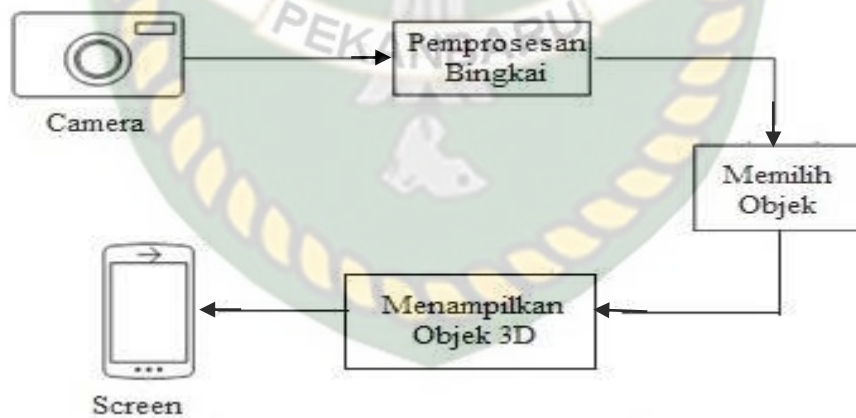 PEKANBARU
Pemprosesan
Bingkai
Camera
Memilih
Objek
Menampilkan
Objek 3D
Screen